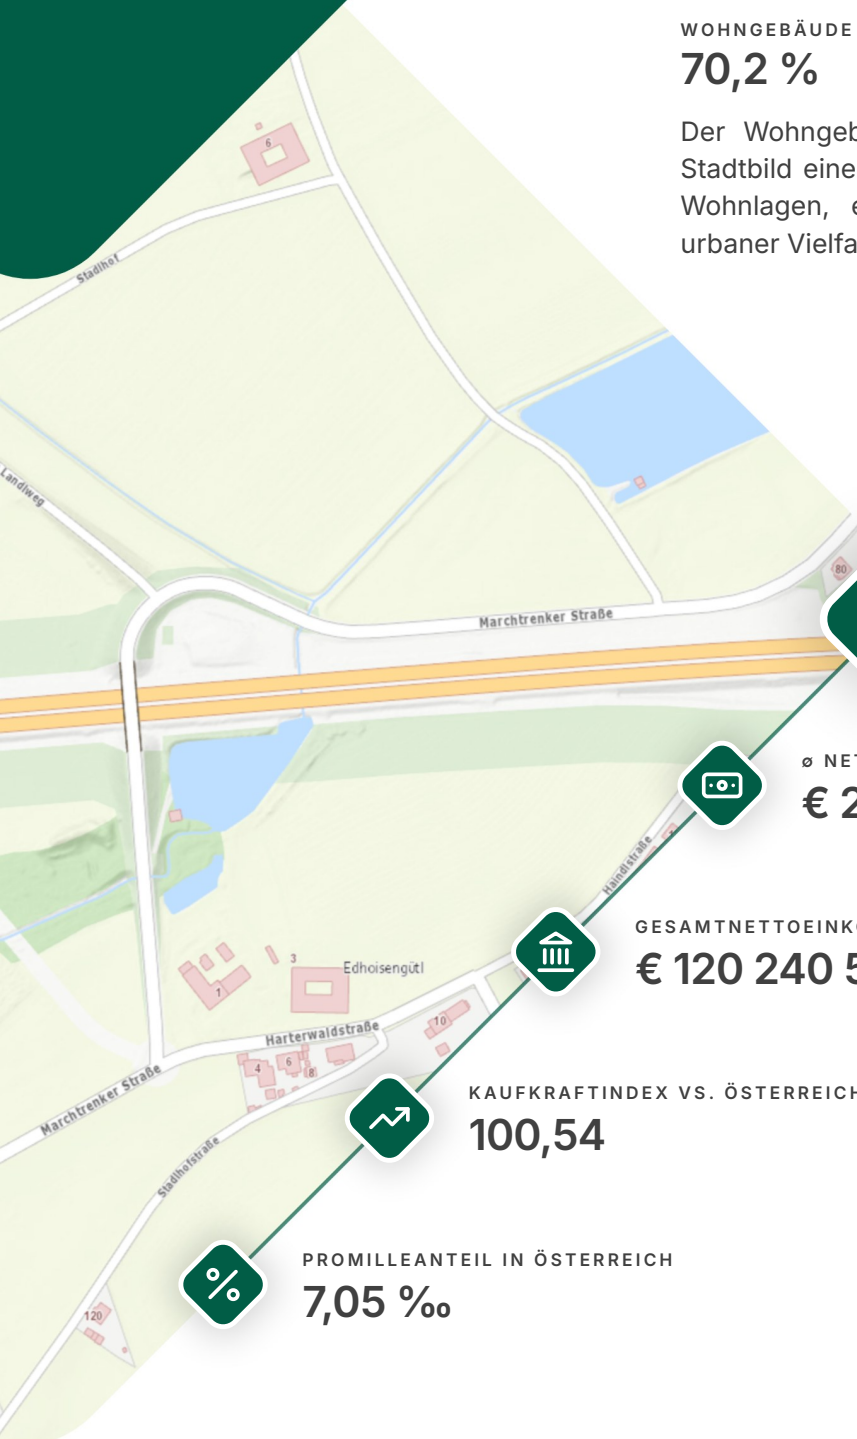 WOHNGEBÄUDE
70,2 %
Der Wohngeb
Stadtbild eine
Wohnlagen, e
urbaner Vielfa
6
Stadlhof
Landlweg
80
Marchtrenker Straße
ø NET
€ 2
Haindlstraße
GESAMTNETTOEINKO
€ 120 240 5
3
Edhoisengütl
1
10
Harterwaldstraße
4
6
8
Marchtrenker Straße
KAUFKRAFTINDEX VS. ÖSTERREICH
100,54
Stadlhofstraße
PROMILLEANTEIL IN ÖSTERREICH
7,05 ‰
120